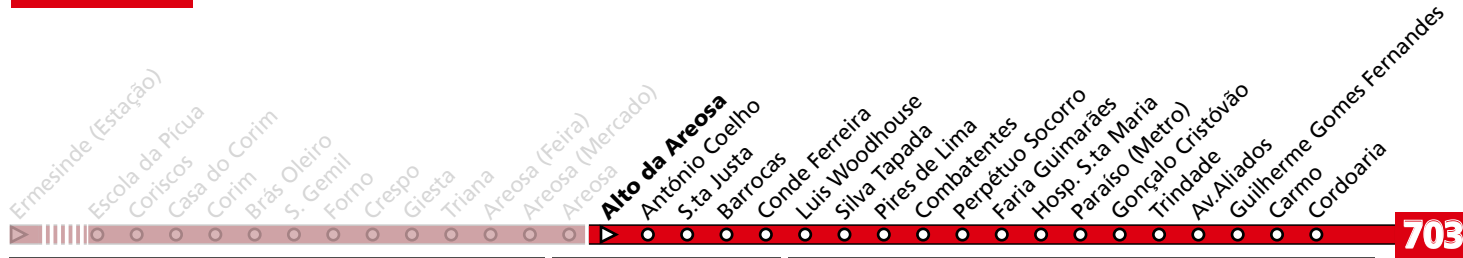 Ermesinde (Estação)
Escola da Picua
Coriscos
Casa do Corim
Corim
Brás Oleiro
S. Gemil
Forno
Crespo
Giesta
Triana
Areosa (Feira)
Areosa (Mercado)
Areosa
Alto da Areosa
António Coelho
S.ta Justa
Barrocas
Conde Ferreira
Luis Woodhouse
Silva Tapada
Pires de Lima
Combatentes
Perpétuo Socorro
Faria Guimarães
Hosp. S.ta Maria
Paraíso (Metro)
Gonçalo Cristóvão
Trindade
Av.Aliados
Guilherme Gomes Fernandes
Carmo
Cordoaria
703